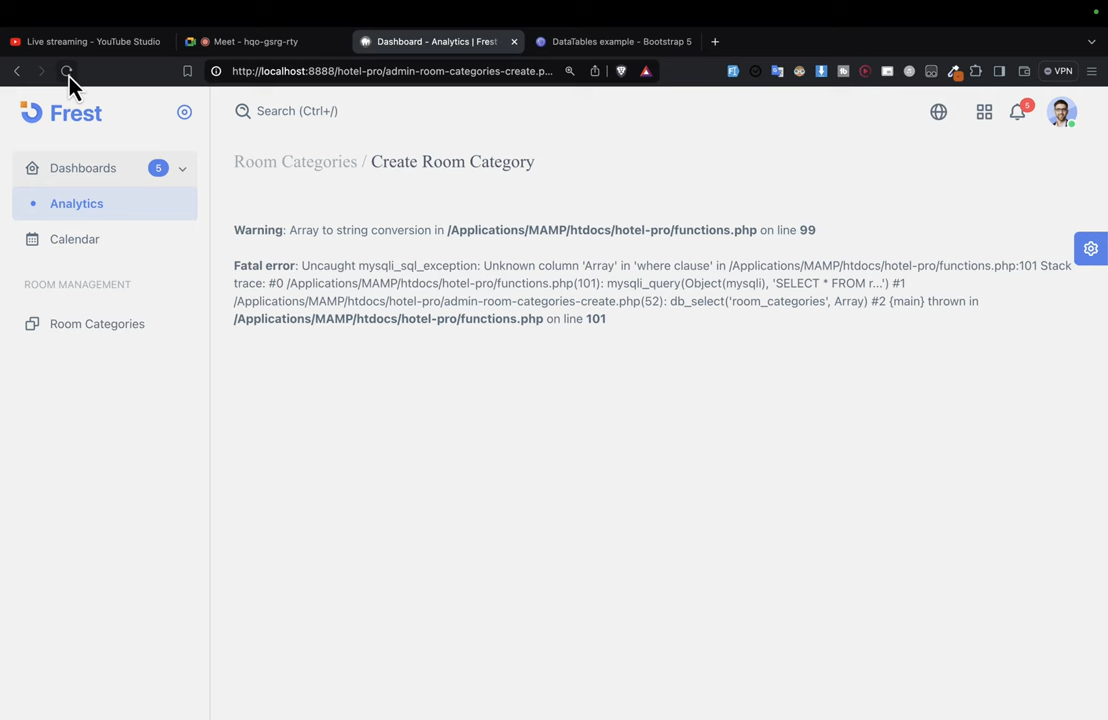 Live streaming - YouTube Studio
Meet - hqo-gsrg-rty
Dashboard - Analytics | Frest
DataTables example - Bootstrap 5
http://localhost:8888/hotel-pro/admin-room-categories-create.p...
VPN
Frest
Search (Ctrl+/)
5
Dashboards 5
Analytics
Calendar
ROOM MANAGEMENT
Room Categories
Room Categories / Create Room Category
Warning: Array to string conversion in /Applications/MAMP/htdocs/hotel-pro/functions.php on line 99
Fatal error: Uncaught mysqli_sql_exception: Unknown column 'Array' in 'where clause' in /Applications/MAMP/htdocs/hotel-pro/functions.php:101 Stack
trace: #0 /Applications/MAMP/htdocs/hotel-pro/functions.php(101): mysqli_query(Object(mysqli), 'SELECT * FROM r...') #1
/Applications/MAMP/htdocs/hotel-pro/admin-room-categories-create.php(52): db_select('room_categories', Array) #2 {main} thrown in
/Applications/MAMP/htdocs/hotel-pro/functions.php on line 101